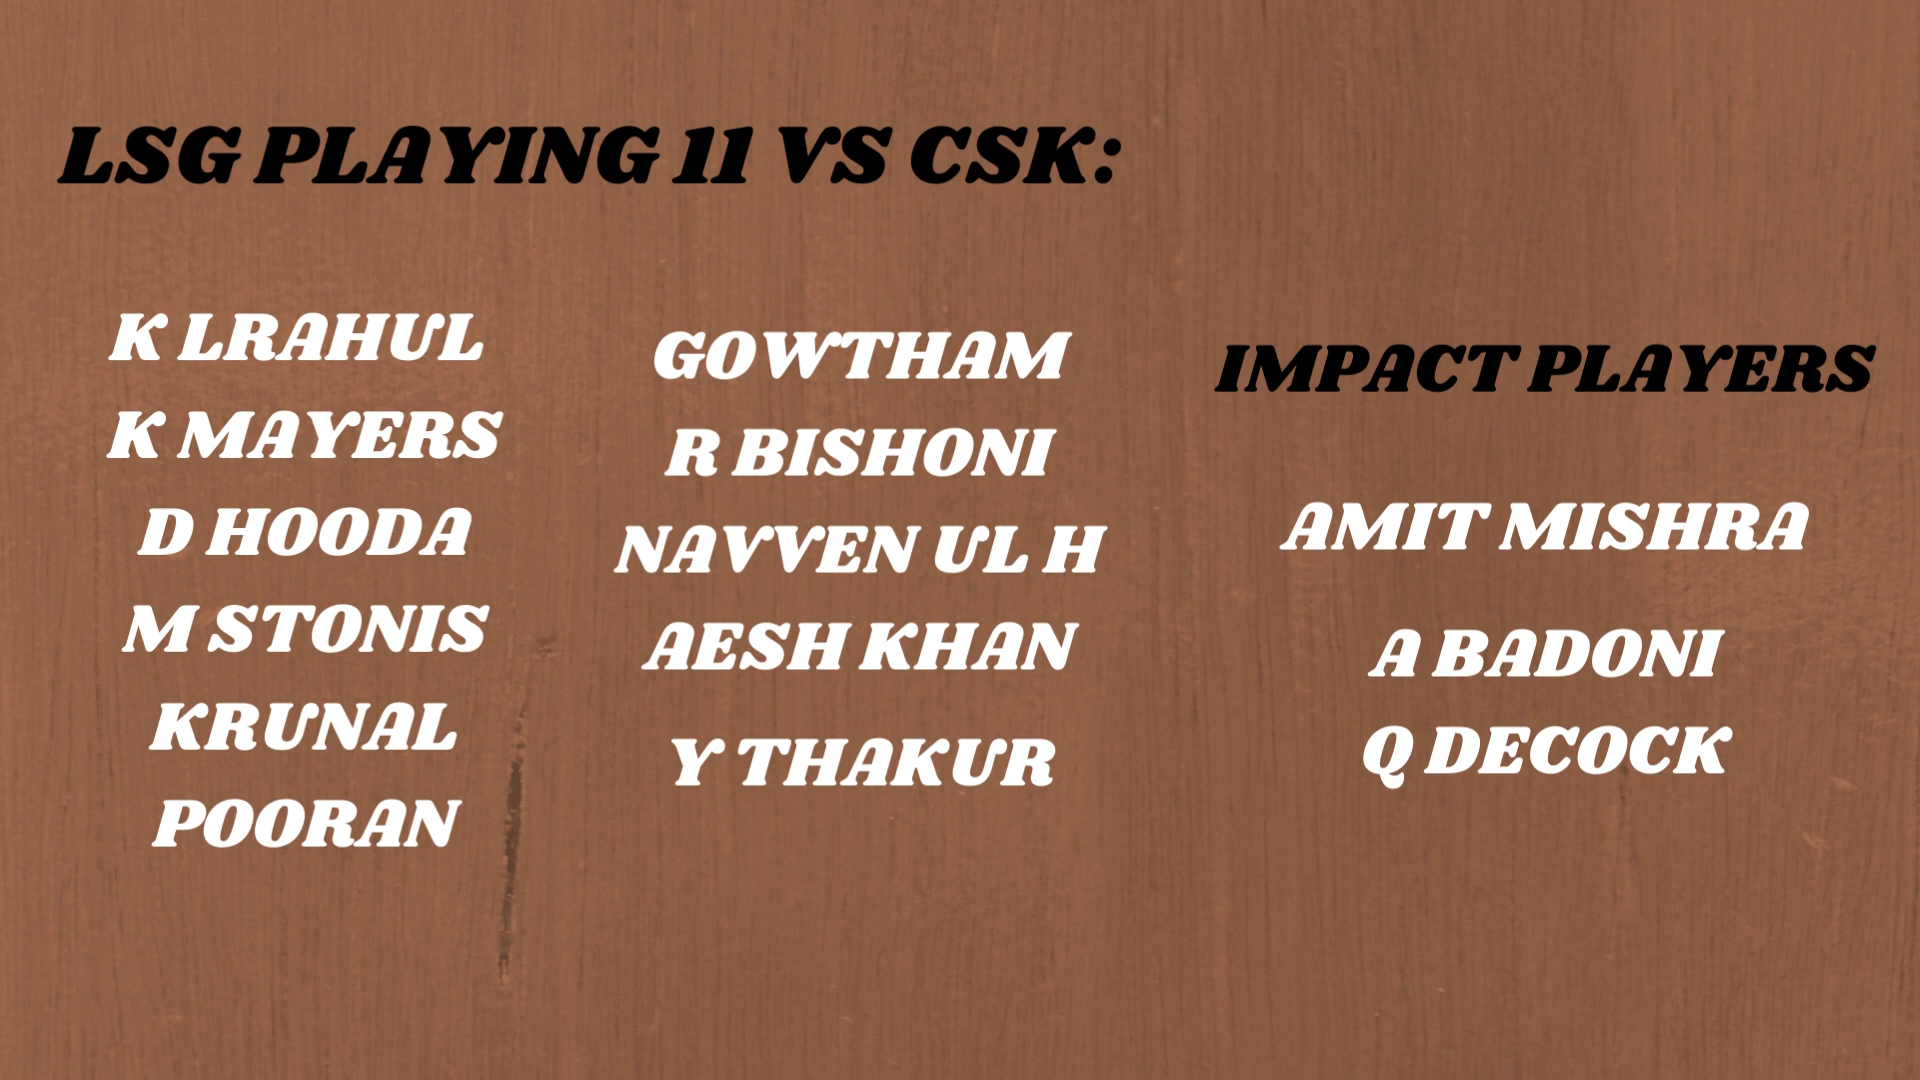 LSG PLAYING 11 VS CSK:
K LRAHUL
K MAYERS
D HOODA
M STONIS
KRUNAL
POORAN
GOWTHAM
R BISHONI
NAVVEN UL H
AESH KHAN
Y THAKUR
IMPACT PLAYERS
AMIT MISHRA
A BADONI
Q DECOCK